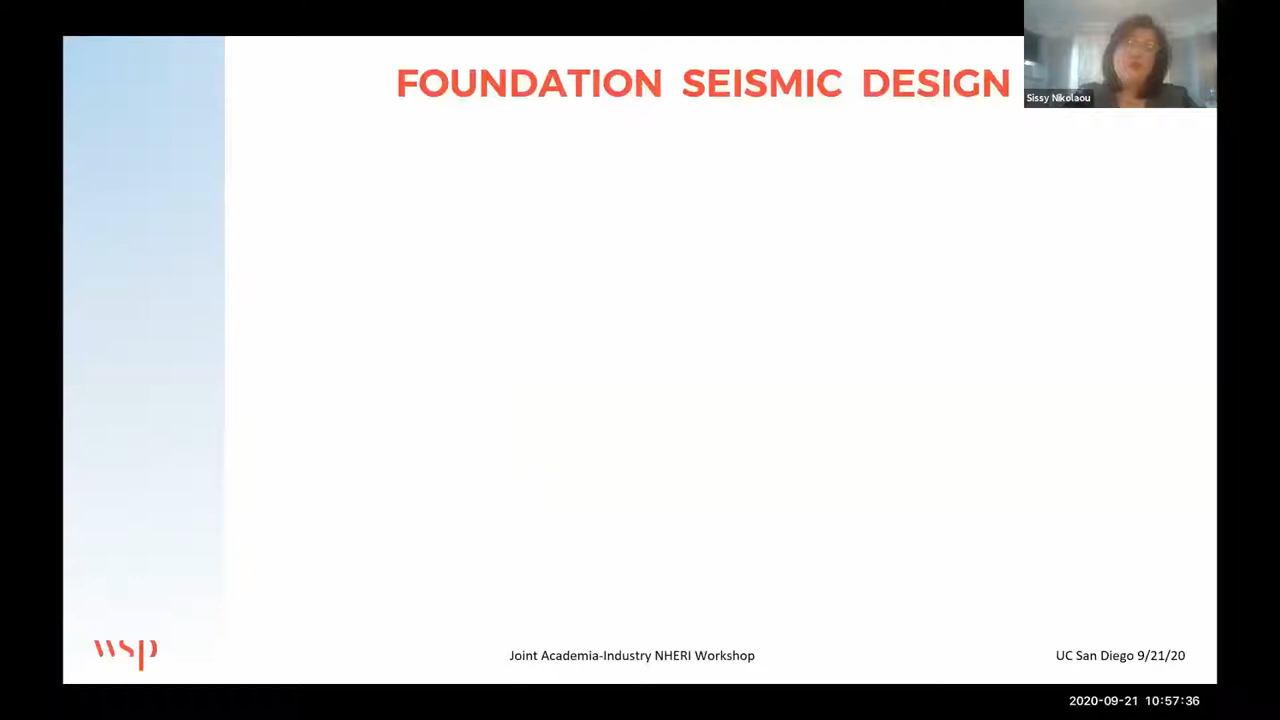 FOUNDATION SEISMIC DESIGN
Sissy Nikolaou
wsp
Joint Academia-Industry NHERI Workshop
UC San Diego 9/21/20
2020-09-21 10:57:36